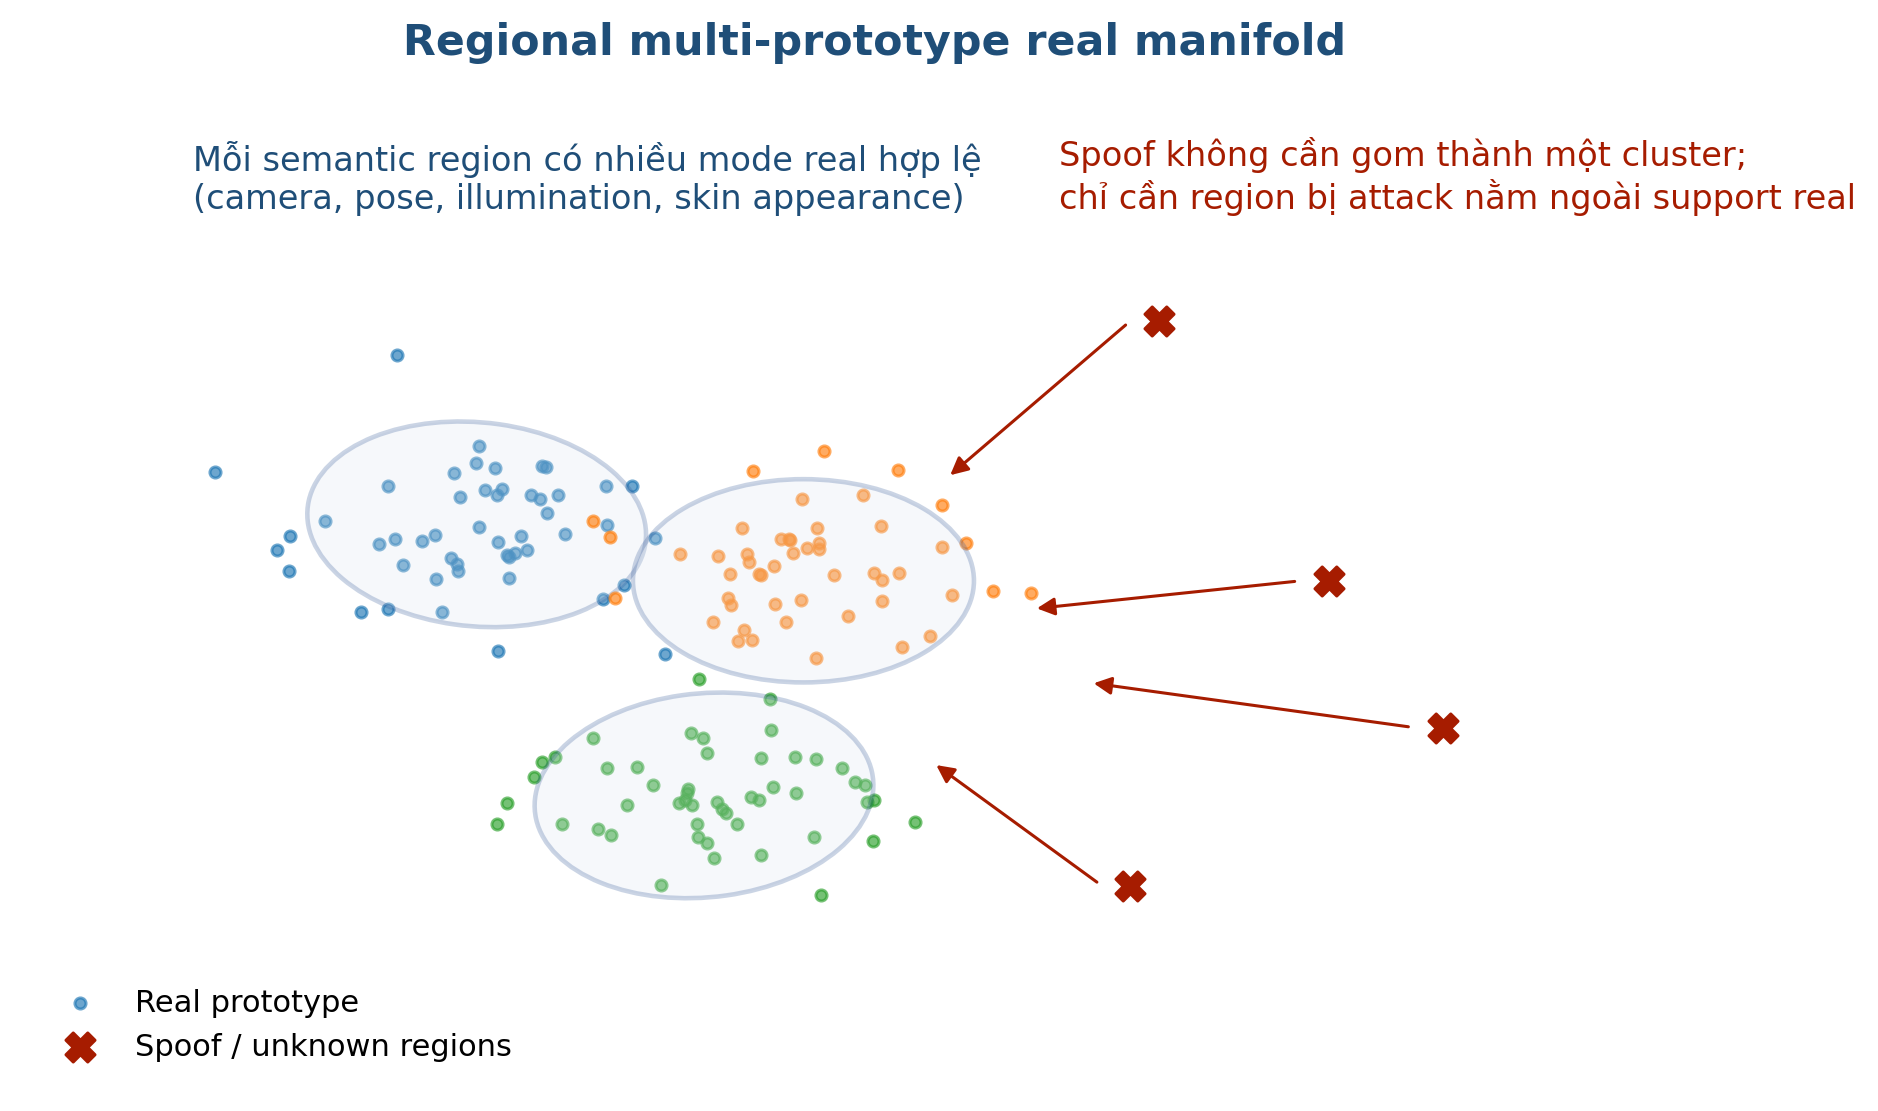 Regional multi-prototype real manifold
Mỗi semantic region có nhiều mode real hợp lệ
(camera, pose, illumination, skin appearance)
Spoof không cần gom thành một cluster;
chỉ cần region bị attack nằm ngoài support real
Real prototype
Spoof / unknown regions